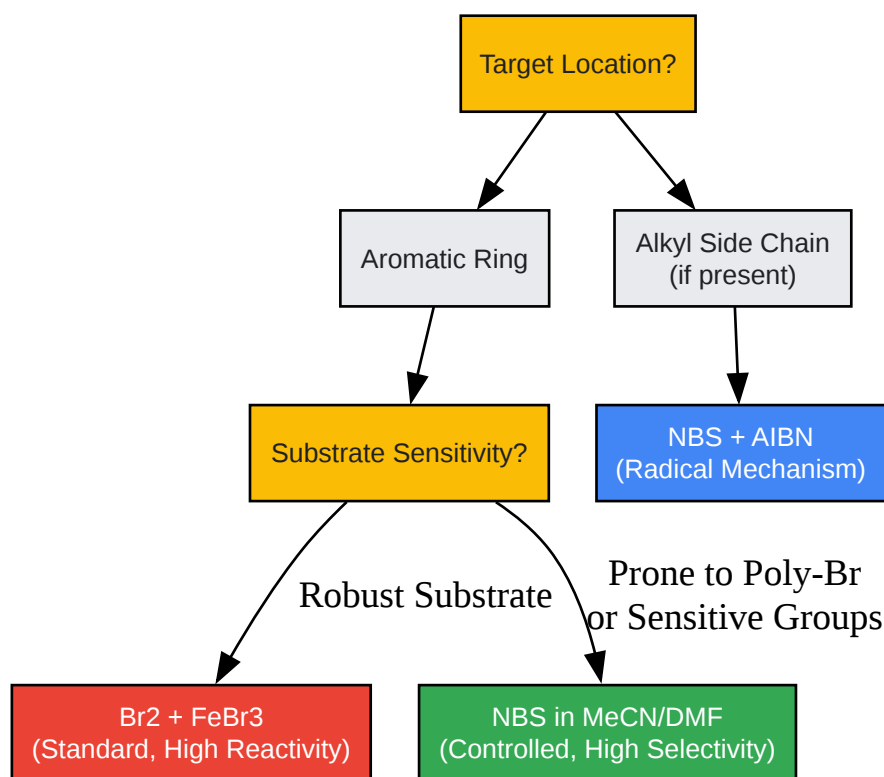 Target Location?
Aromatic Ring
Alkyl Side Chain
(if present)
Substrate Sensitivity?
NBS + AIBN
(Radical Mechanism)
Robust Substrate
Prone to Poly-Br
or Sensitive Groups
Br2 + FeBr3
(Standard, High Reactivity)
NBS in MeCN/DMF
(Controlled, High Selectivity)